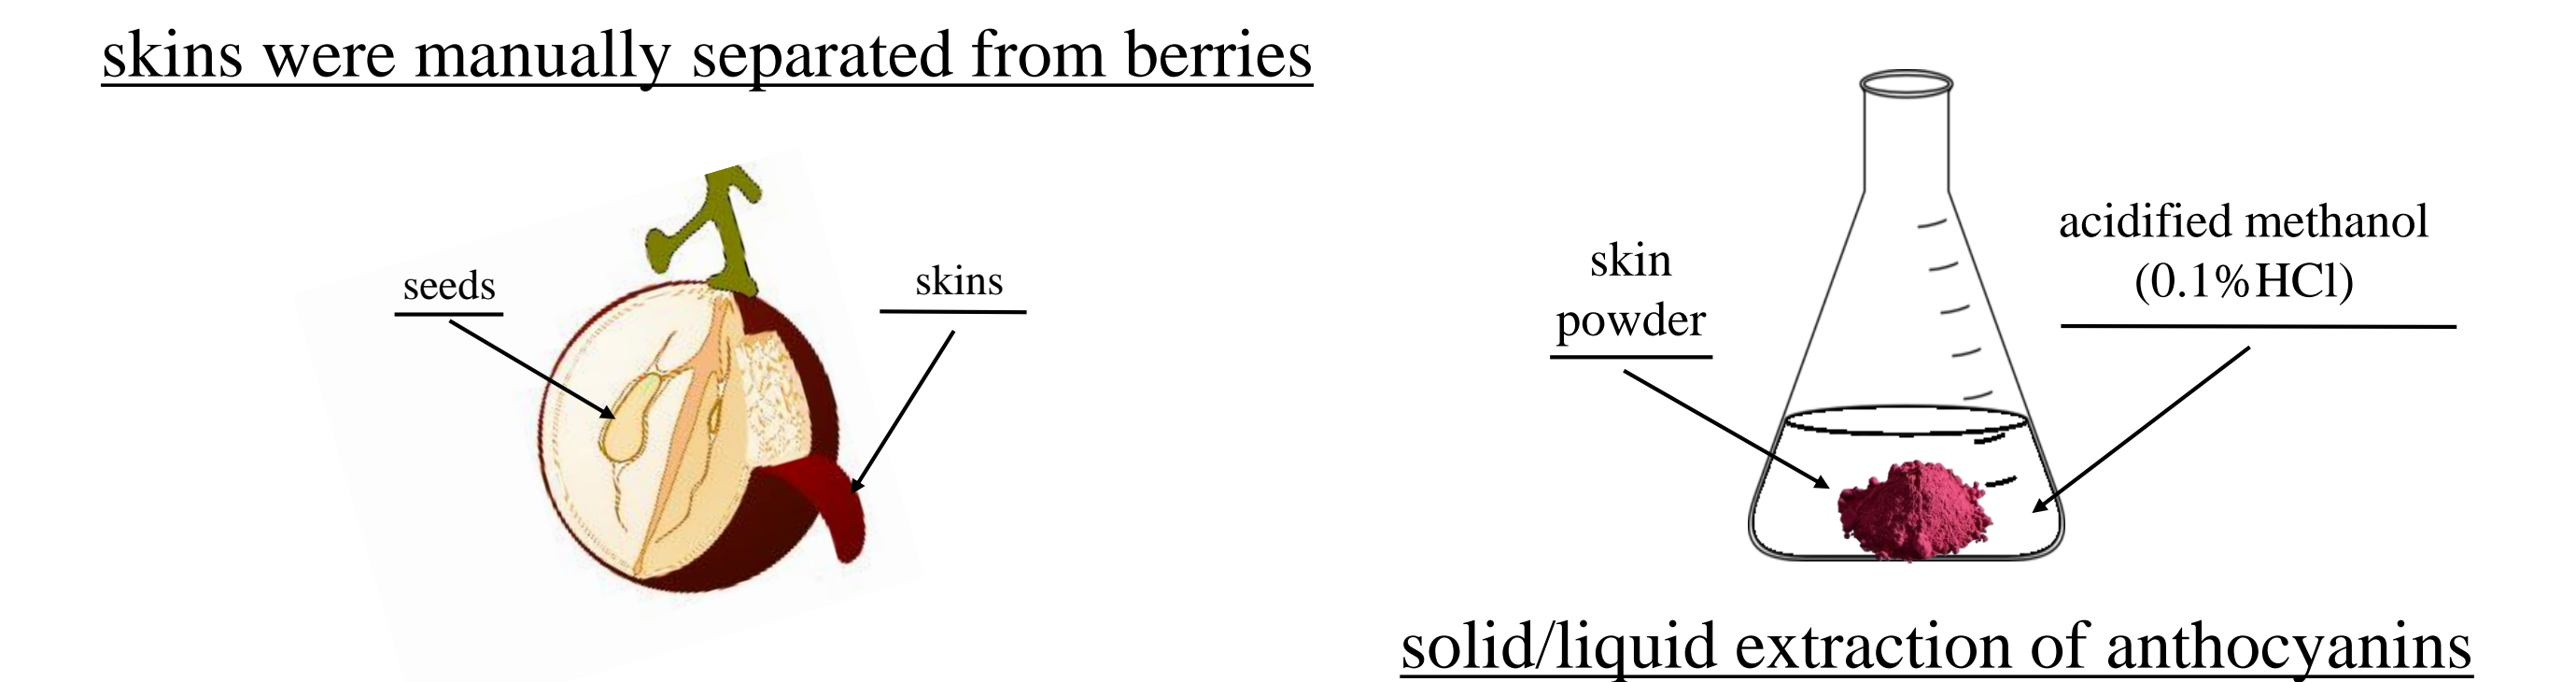 skins were manually separated from berries
seeds
skins
skin
powder
acidified methanol
(0.1% HCl)
solid/liquid extraction of anthocyanins